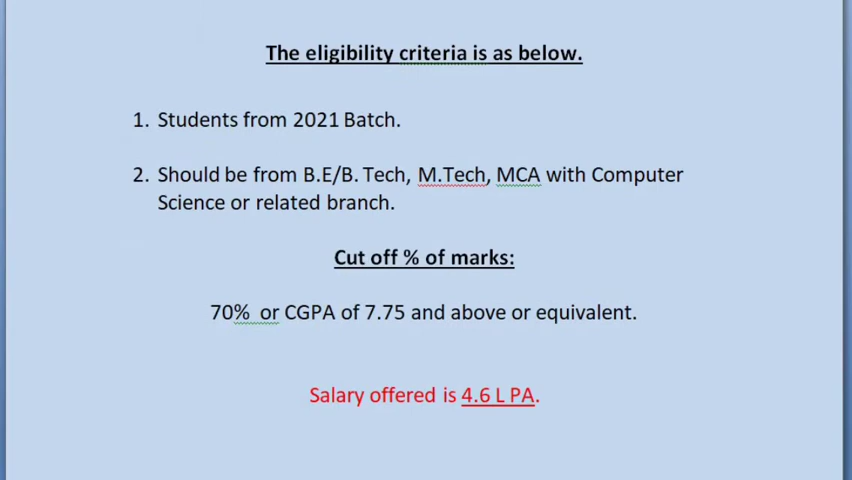 The eligibility criteria is as below.
1. Students from 2021 Batch.
2. Should be from B.E/B. Tech, M.Tech, MCA with Computer
Science or related branch.
Cut off % of marks:
70% or CGPA of 7.75 and above or equivalent.
Salary offered is 4.6 L PA.